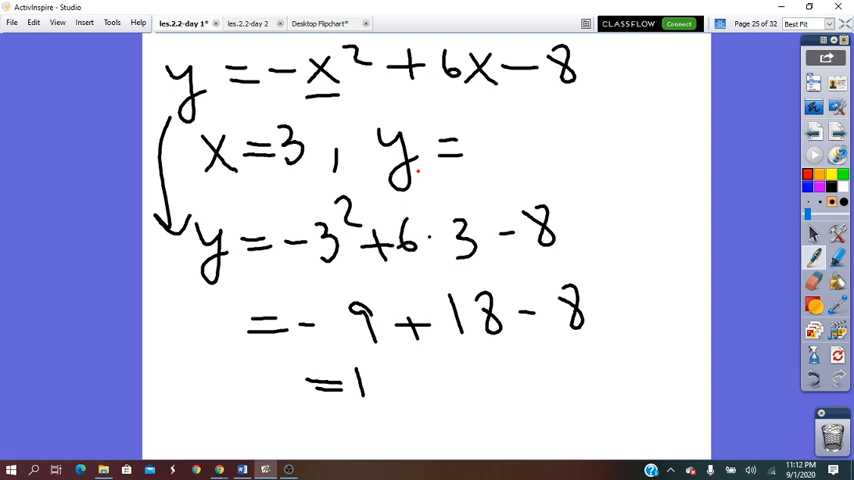 ActivInspire - Studio
File Edit View Insert Tools Help
les.2.2-day 1* les.2.2-day 2 Desktop Flipchart* CLASSFLOW Connect Page 25 of 32 Best Fit
y = -x² + 6x - 8
x = 3, y =
y = -3² + 6 · 3 - 8
= - 9 + 18 - 8
= 1
11:12 PM
9/1/2020